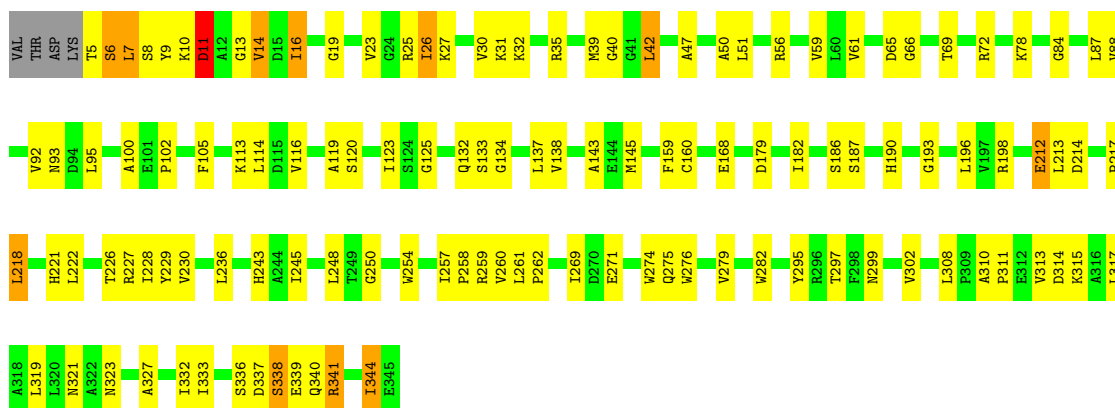 VAL THR ASP LYS T5 S6 L7 S8 Y9 K10 D11 A12 G13 V14 D15 I16 G19 V23 G24 R25 I26 K27 V30 K31 K32 R35 M39 G40 G41 L42 A47 A50 L51 R56 V59 L60 V61 D65 G66 T69 R72 K78 G84 L87
V92 N93 D94 L95 A100 E101 P102 F105 K113 L114 D115 V116 A119 S120 I123 S124 G125 Q132 S133 G134 L137 V138 A143 E144 M145 F159 C160 E168 D179 I182 S186 S187 H190 G193 L196 V197 R198 E212 L213 D214
L218 H221 L222 T226 R227 I228 Y229 V230 L236 H243 A244 I245 L248 T249 G250 W254 I257 P258 R259 V260 L261 P262 I269 D270 E271 W274 Q275 W276 V279 W282 Y295 R296 T297 F298 N299 V302 L308 P309 A310 P311 E312 V313 D314 K315 A316 L317
A318 L319 L320 N321 A322 N323 A327 I332 I333 S336 D337 S338 E339 Q340 R341 I344 E345